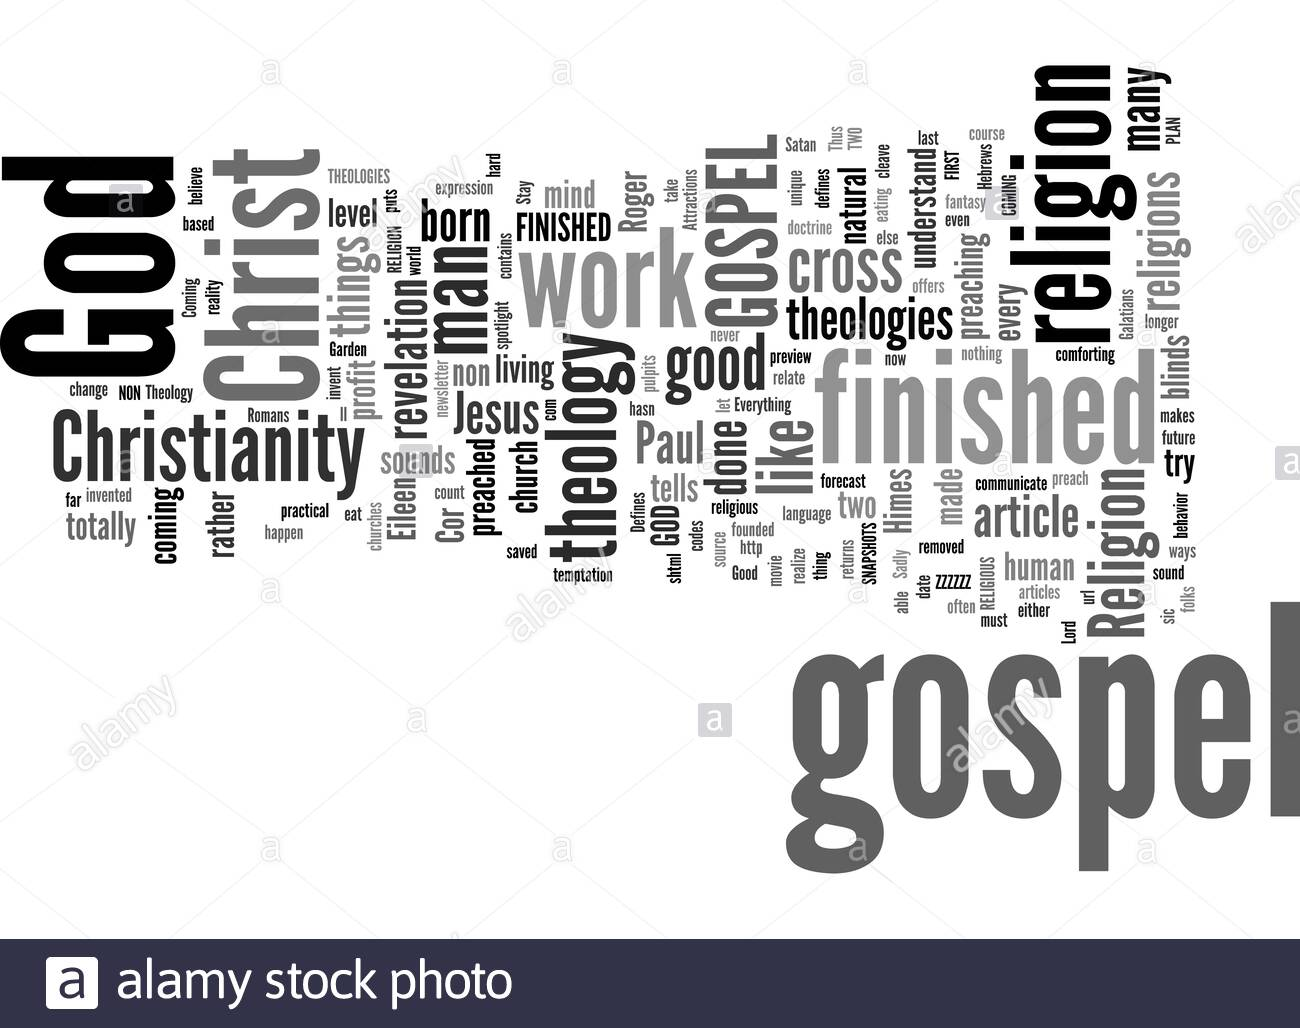 God
Christ
Christianity
believe
based
Coming
reality
change
NON
Theology
Romans
far
invented
totally
coming
rather
happen
practical
eat
churches
THEOLOGIES
level
things
Garden
invent
profit
puts
RELIGION
world
revelation
sounds
Eileen
expression
hard
born
man
contains
spotlight
newsletter
non
living
Jesus
com
count
Cor
preached
church
saved
temptation
Stay
mind
FINISHED
work
theology
Roger
take
Attractions
GOSPEL
never
good
pulpits
hasn
Paul
tells
Defines
GOD
shtml
codes
let
done
Everything
religious
source
founded
http
Good
movie
realize
thing
returns
SNAPSHOTS
preview
relate
like
language
forecast
two
Satan
Thus
TWO
unique
defines
doctrine
natural
eating
cleave
else
cross
offers
theologies
now
finished
last
course
understand
FIRST
Hebrews
COMING
fantasy
even
preaching
every
nothing
religion
comforting
many
PLAN
religions
Galatians
longer
blinds
makes
future
try
behavior
ways
sound
sic
folks
Himes
made
communicate
preach
article
removed
Sadly
able
date
zzzzzz
often
RELIGIOUS
must
human
articles
either
url
Lord
Religion
gospel
alamy
a
alamy stock photo